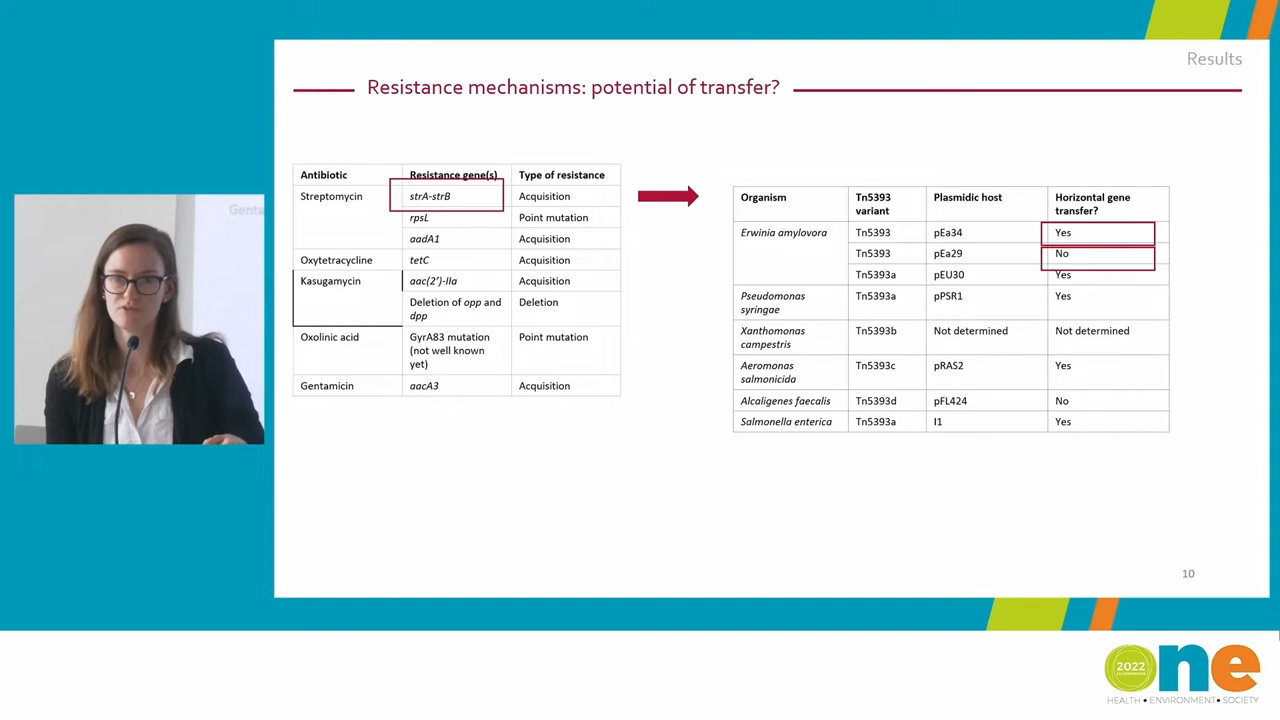 Results
Resistance mechanisms: potential of transfer?
Antibiotic Resistance gene(s) Type of resistance
Streptomycin strA-strB Acquisition
rpsL Point mutation
aadA1 Acquisition
Oxytetracycline tetC Acquisition
Kasugamycin aac(2')-IIa Acquisition
Deletion of opp and Deletion
dpp
Oxolinic acid GyrA83 mutation Point mutation
(not well known
yet)
Gentamicin aacA3 Acquisition
Organism Tn5393 Plasmidic host Horizontal gene
variant transfer?
Erwinia amylovora Tn5393 pEa34 Yes
Tn5393 pEa29 No
Tn5393a pEU30 Yes
Pseudomonas Tn5393a pPSR1 Yes
syringae
Xanthomonas Tn5393b Not determined Not determined
campestris
Aeromonas Tn5393c pRAS2 Yes
salmonicida
Alcaligenes faecalis Tn5393d pFL424 No
Salmonella enterica Tn5393a I1 Yes
10
Genta
2022
one
HEALTH • ENVIRONMENT • SOCIETY